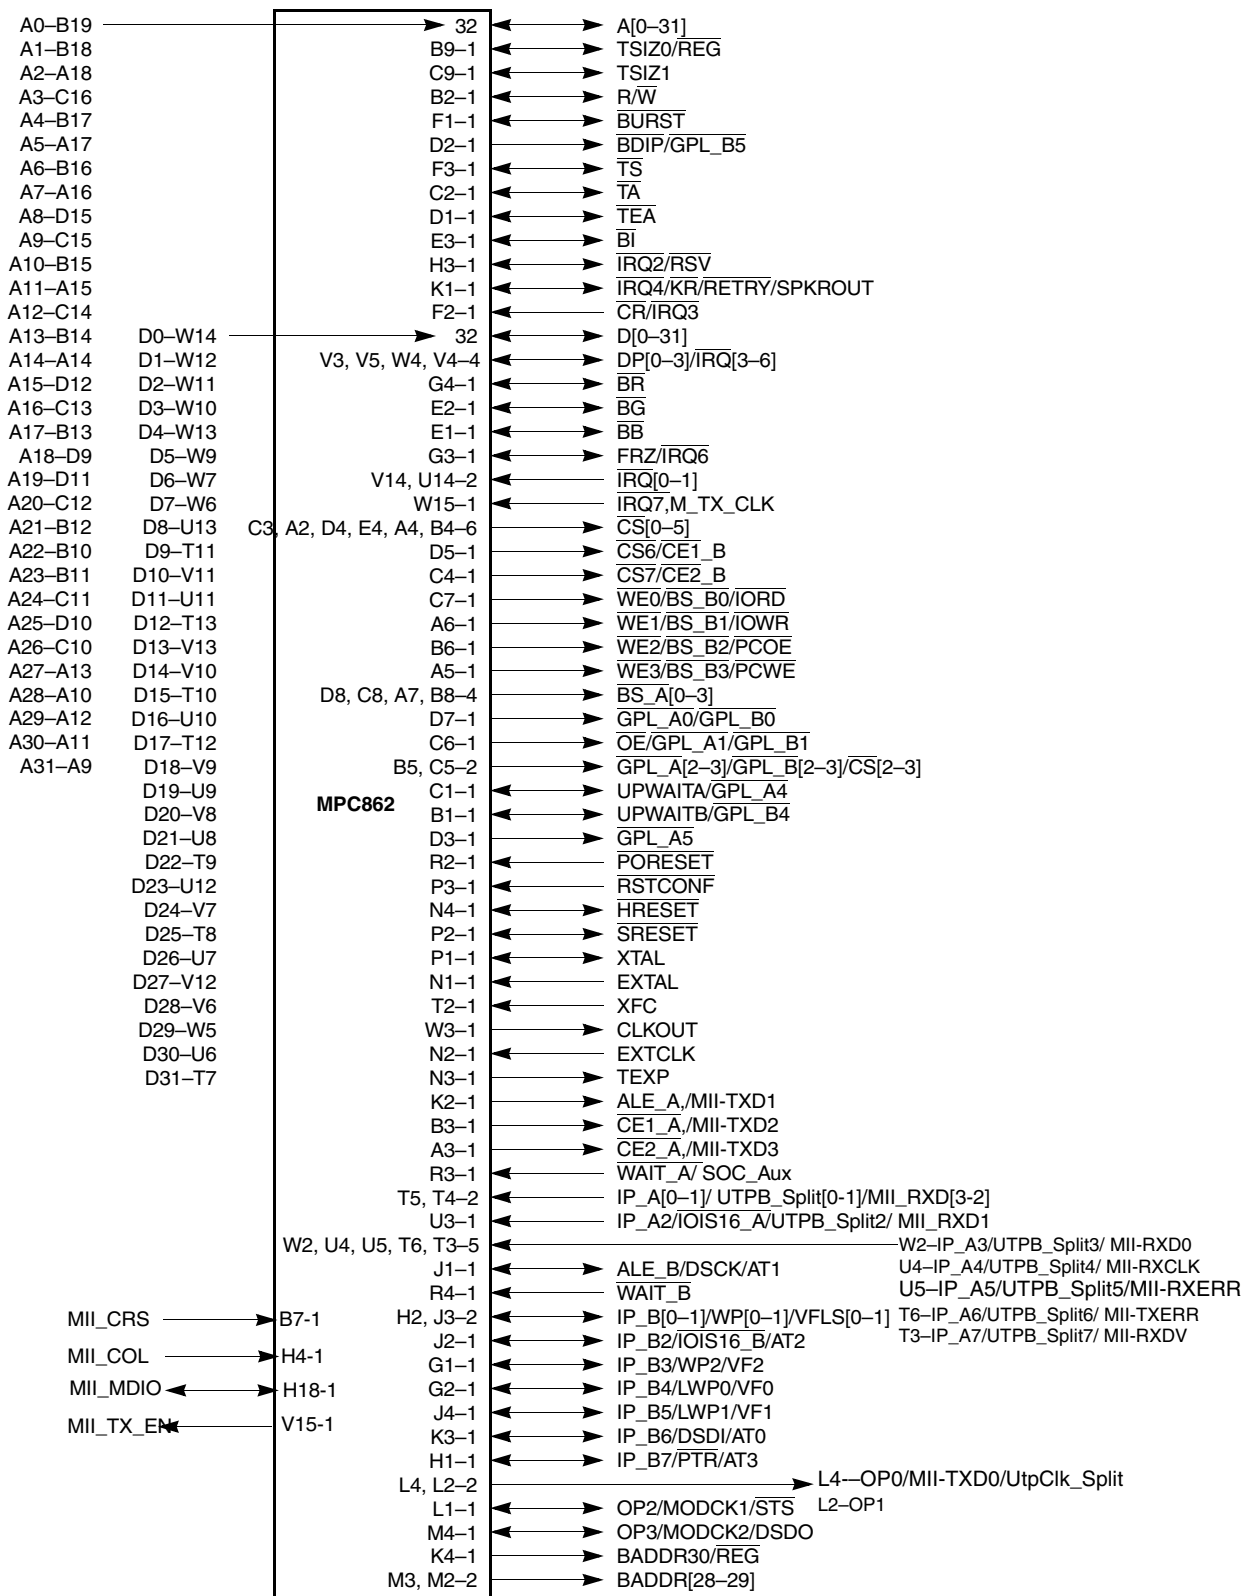 A0–B19 32 A[0–31]
A1–B18 B9–1 TSIZ0/REG
A2–A18 C9–1 TSIZ1
A3–C16 B2–1 R/W
A4–B17 F1–1 BURST
A5–A17 D2–1 BDIP/GPL_B5
A6–B16 F3–1 TS
A7–A16 C2–1 TA
A8–D15 D1–1 TEA
A9–C15 E3–1 BI
A10–B15 H3–1 IRQ2/RSV
A11–A15 K1–1 IRQ4/KR/RETRY/SPKROUT
A12–C14 F2–1 CR/IRQ3
A13–B14 D0–W14 32 D[0–31]
A14–A14 D1–W12 V3, V5, W4, V4–4 DP[0–3]/IRQ[3–6]
A15–D12 D2–W11 G4–1 BR
A16–C13 D3–W10 E2–1 BG
A17–B13 D4–W13 E1–1 BB
A18–D9 D5–W9 G3–1 FRZ/IRQ6
A19–D11 D6–W7 V14, U14–2 IRQ[0–1]
A20–C12 D7–W6 W15–1 IRQ7,M_TX_CLK
A21–B12 D8–U13 C3, A2, D4, E4, A4, B4–6 CS[0–5]
A22–B10 D9–T11 D5–1 CS6/CE1_B
A23–B11 D10–V11 C4–1 CS7/CE2_B
A24–C11 D11–U11 C7–1 WE0/BS_B0/IORD
A25–D10 D12–T13 A6–1 WE1/BS_B1/IOWR
A26–C10 D13–V13 B6–1 WE2/BS_B2/PCOE
A27–A13 D14–V10 A5–1 WE3/BS_B3/PCWE
A28–A10 D15–T10 D8, C8, A7, B8–4 BS_A[0–3]
A29–A12 D16–U10 D7–1 GPL_A0/GPL_B0
A30–A11 D17–T12 C6–1 OE/GPL_A1/GPL_B1
A31–A9 D18–V9 B5, C5–2 GPL_A[2–3]/GPL_B[2–3]/CS[2–3]
D19–U9 C1–1 UPWAITA/GPL_A4
D20–V8 MPC862 B1–1 UPWAITB/GPL_B4
D21–U8 D3–1 GPL_A5
D22–T9 R2–1 PORESET
D23–U12 P3–1 RSTCONF
D24–V7 N4–1 HRESET
D25–T8 P2–1 SRESET
D26–U7 P1–1 XTAL
D27–V12 N1–1 EXTAL
D28–V6 T2–1 XFC
D29–W5 W3–1 CLKOUT
D30–U6 N2–1 EXTCLK
D31–T7 N3–1 TEXP
K2–1 ALE_A,/MII-TXD1
B3–1 CE1_A,/MII-TXD2
A3–1 CE2_A,/MII-TXD3
R3–1 WAIT_A/ SOC_Aux
T5, T4–2 IP_A[0–1]/ UTPB_Split[0-1]/MII_RXD[3-2]
U3–1 IP_A2/IOIS16_A/UTPB_Split2/ MII_RXD1
W2, U4, U5, T6, T3–5 W2–IP_A3/UTPB_Split3/ MII-RXD0
J1–1 ALE_B/DSCK/AT1 U4–IP_A4/UTPB_Split4/ MII-RXCLK
R4–1 WAIT_B U5–IP_A5/UTPB_Split5/MII-RXERR
MII_CRS B7-1 H2, J3–2 IP_B[0–1]/WP[0–1]/VFLS[0–1] T6–IP_A6/UTPB_Split6/ MII-TXERR
J2–1 IP_B2/IOIS16_B/AT2 T3–IP_A7/UTPB_Split7/ MII-RXDV
MII_COL H4-1 G1–1 IP_B3/WP2/VF2
MII_MDIO H18-1 G2–1 IP_B4/LWP0/VF0
J4–1 IP_B5/LWP1/VF1
MII_TX_EN V15-1 K3–1 IP_B6/DSDI/AT0
H1–1 IP_B7/PTR/AT3
L4, L2–2 L4-–OP0/MII-TXD0/UtpClk_Split
L1–1 OP2/MODCK1/STS L2–OP1
M4–1 OP3/MODCK2/DSDO
K4–1 BADDR30/REG
M3, M2–2 BADDR[28–29]